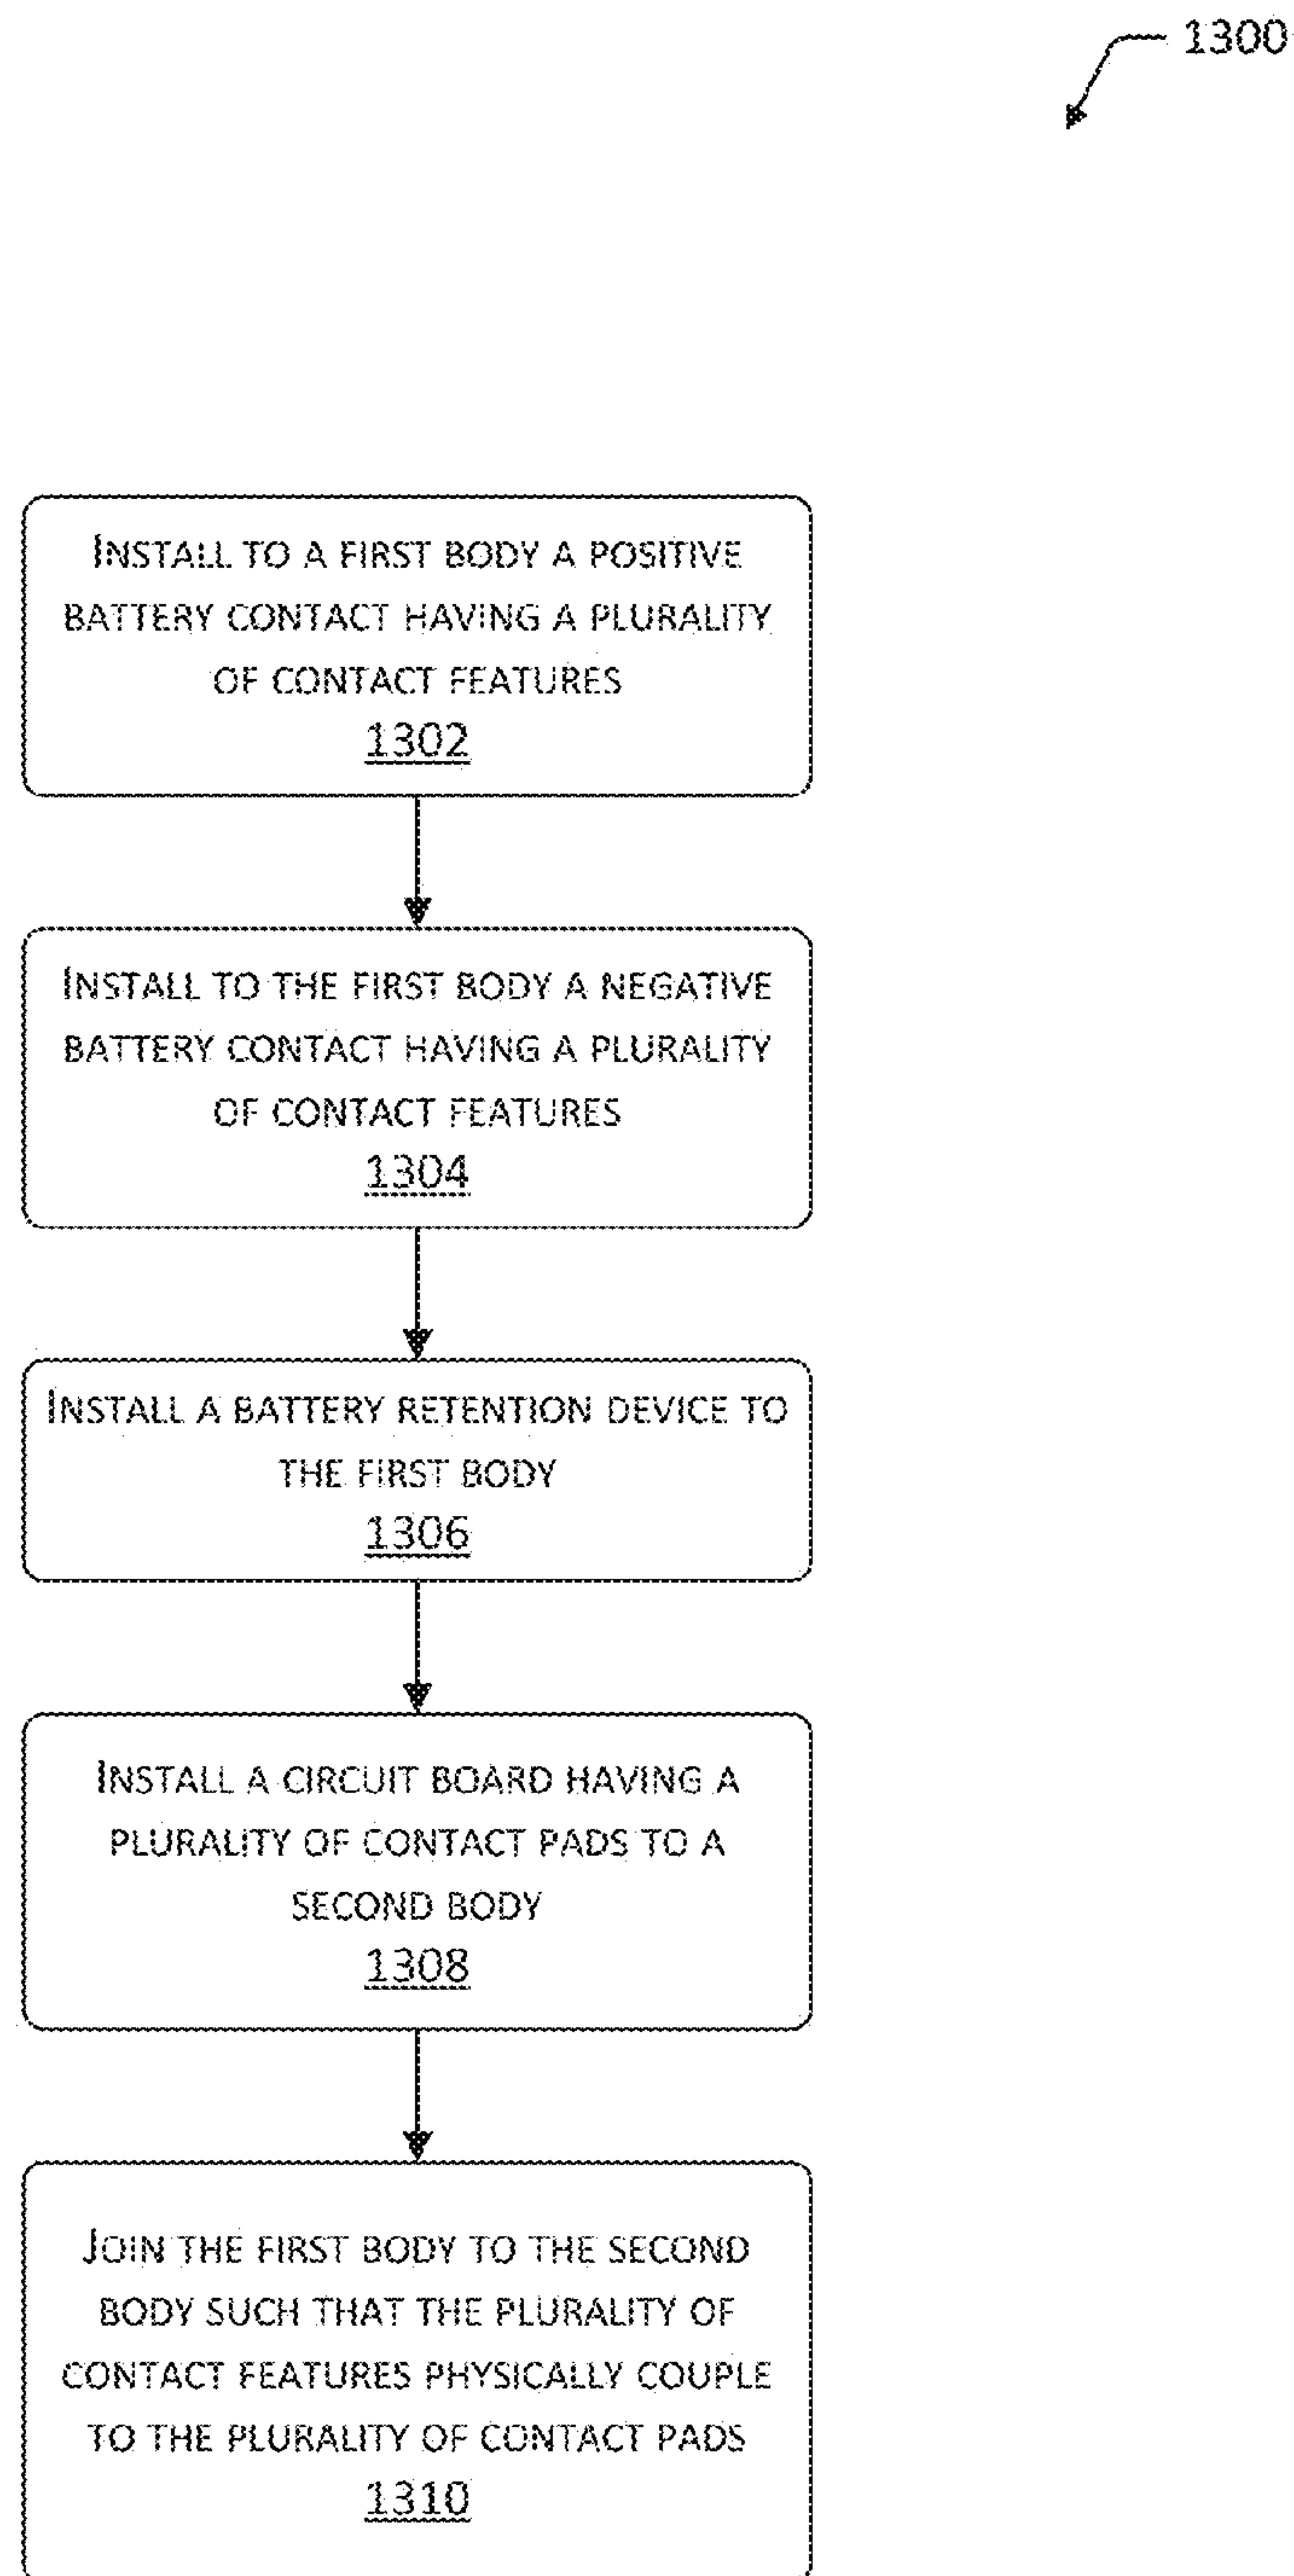 1300
INSTALL TO A FIRST BODY A POSITIVE
BATTERY CONTACT HAVING A PLURALITY
OF CONTACT FEATURES
1302
INSTALL TO THE FIRST BODY A NEGATIVE
BATTERY CONTACT HAVING A PLURALITY
OF CONTACT FEATURES
1304
INSTALL A BATTERY RETENTION DEVICE TO
THE FIRST BODY
1306
INSTALL A CIRCUIT BOARD HAVING A
PLURALITY OF CONTACT PADS TO A
SECOND BODY
1308
JOIN THE FIRST BODY TO THE SECOND
BODY SUCH THAT THE PLURALITY OF
CONTACT FEATURES PHYSICALLY COUPLE
TO THE PLURALITY OF CONTACT PADS
1310